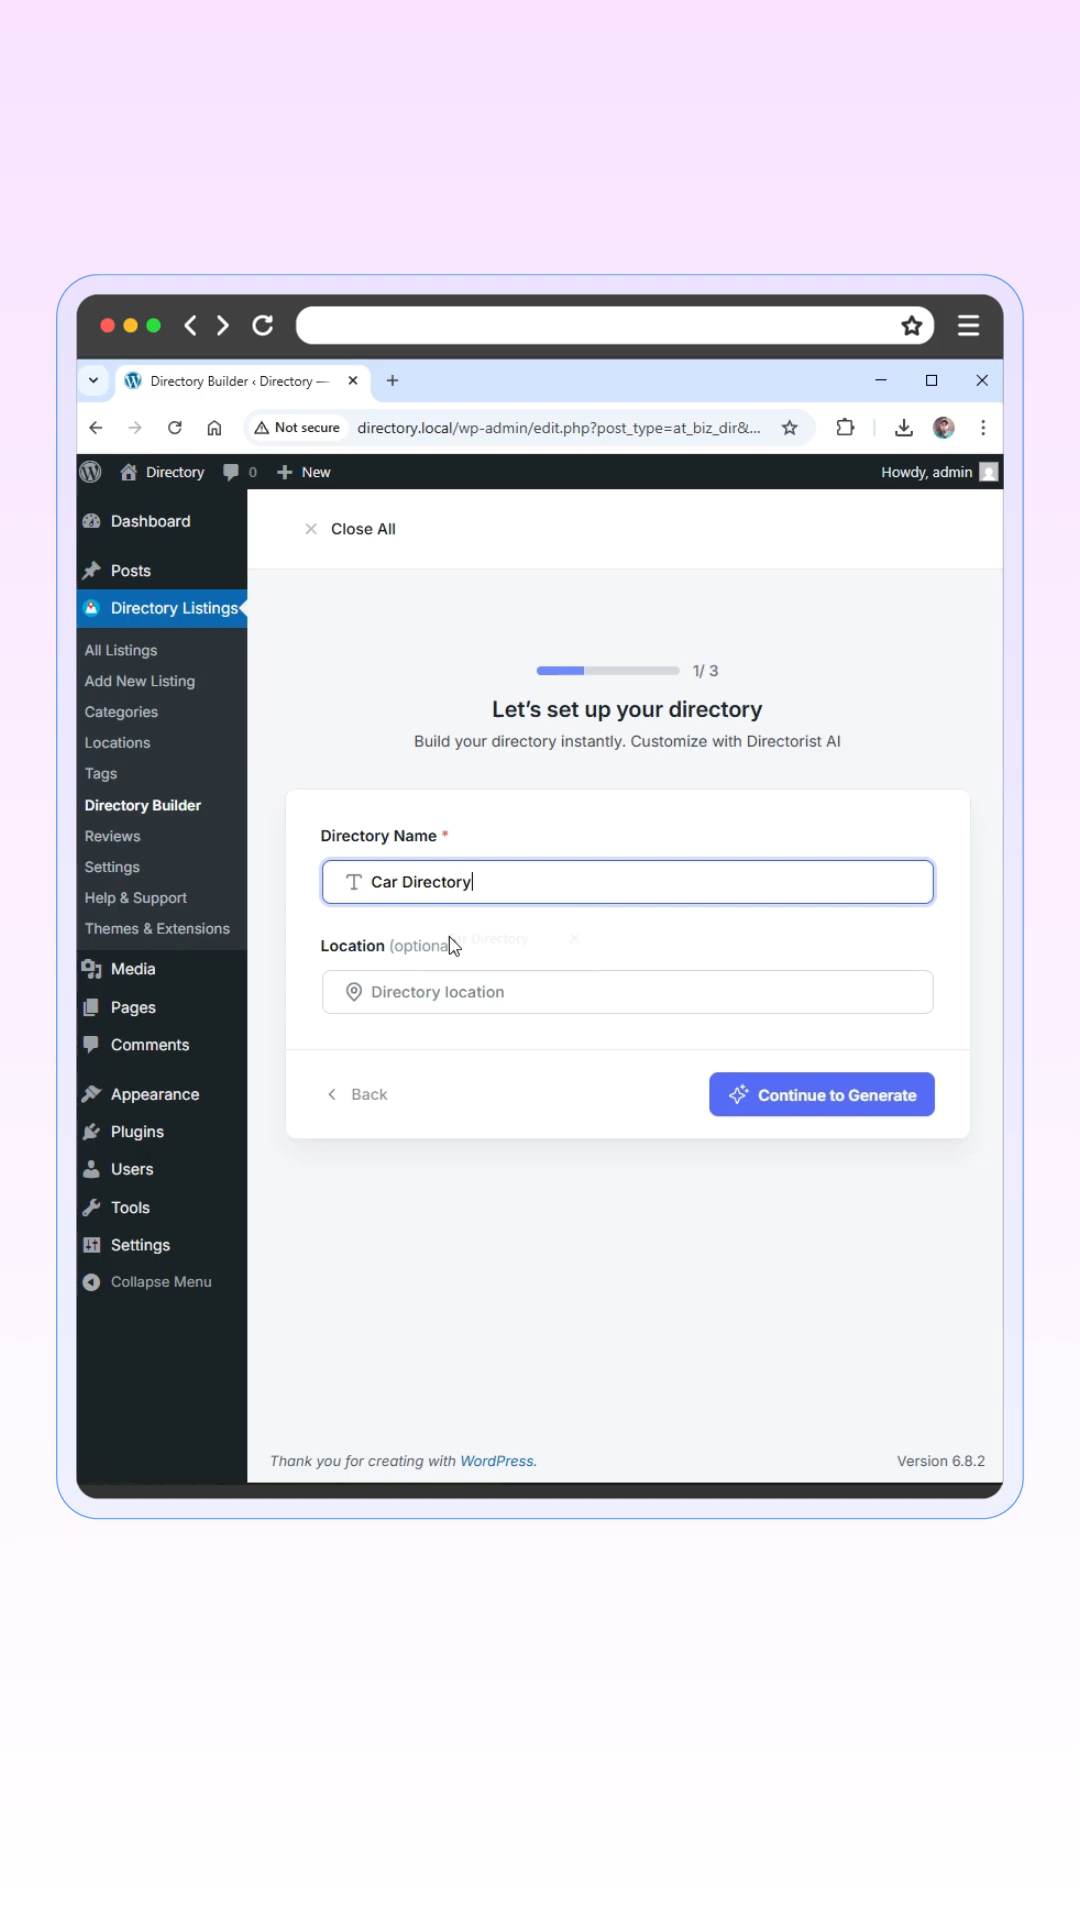 Directory Builder ‹ Directory —
Not secure directory.local/wp-admin/edit.php?post_type=at_biz_dir&...
Directory 0 New Howdy, admin
Dashboard
Posts
Directory Listings
All Listings
Add New Listing
Categories
Locations
Tags
Directory Builder
Reviews
Settings
Help & Support
Themes & Extensions
Media
Pages
Comments
Appearance
Plugins
Users
Tools
Settings
Collapse Menu
Close All
1/ 3
Let's set up your directory
Build your directory instantly. Customize with Directorist AI
Directory Name *
Car Directory
Directory
Location (optiona
Directory location
Back
Continue to Generate
Thank you for creating with WordPress.
Version 6.8.2